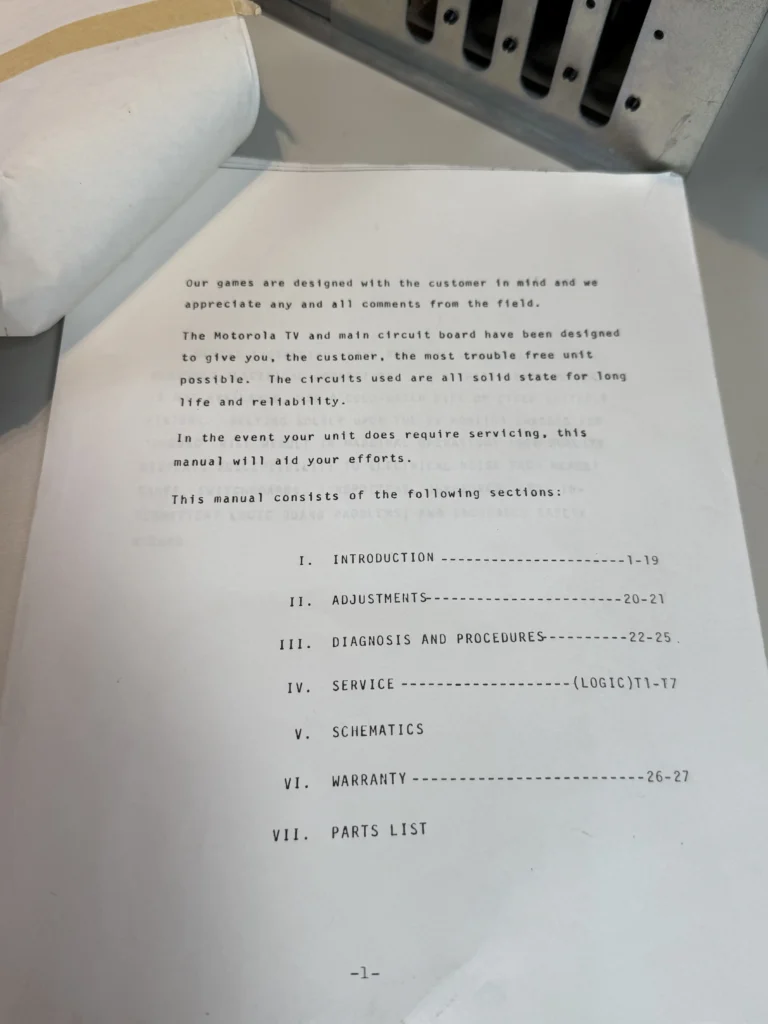 Our games are designed with the customer in mind and we
appreciate any and all comments from the field.
The Motorola TV and main circuit board have been designed
to give you, the customer, the most trouble free unit
possible. The circuits used are all solid state for long
life and reliability.
In the event your unit does require servicing, this
manual will aid your efforts.
This manual consists of the following sections:
I. INTRODUCTION ----------------------1-19
II. ADJUSTMENTS-----------------------20-21
III. DIAGNOSIS AND PROCEDURES----------22-25
IV. SERVICE --------------------(LOGIC)T1-T7
V. SCHEMATICS
VI. WARRANTY ---------------------------26-27
VII. PARTS LIST
-1-